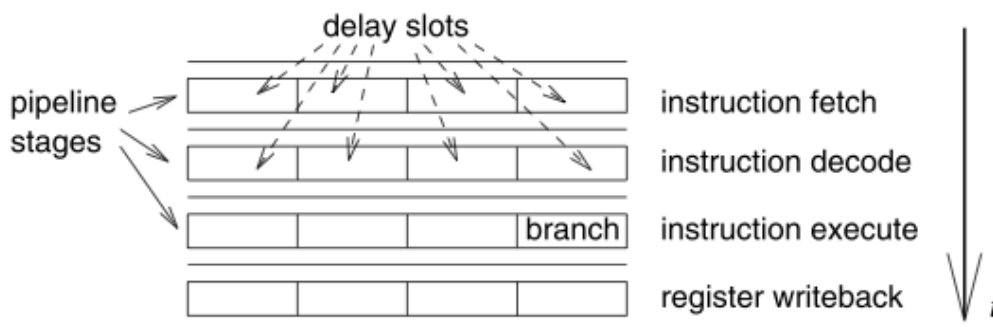 delay slots
pipeline
stages
instruction fetch
instruction decode
branch
instruction execute
register writeback